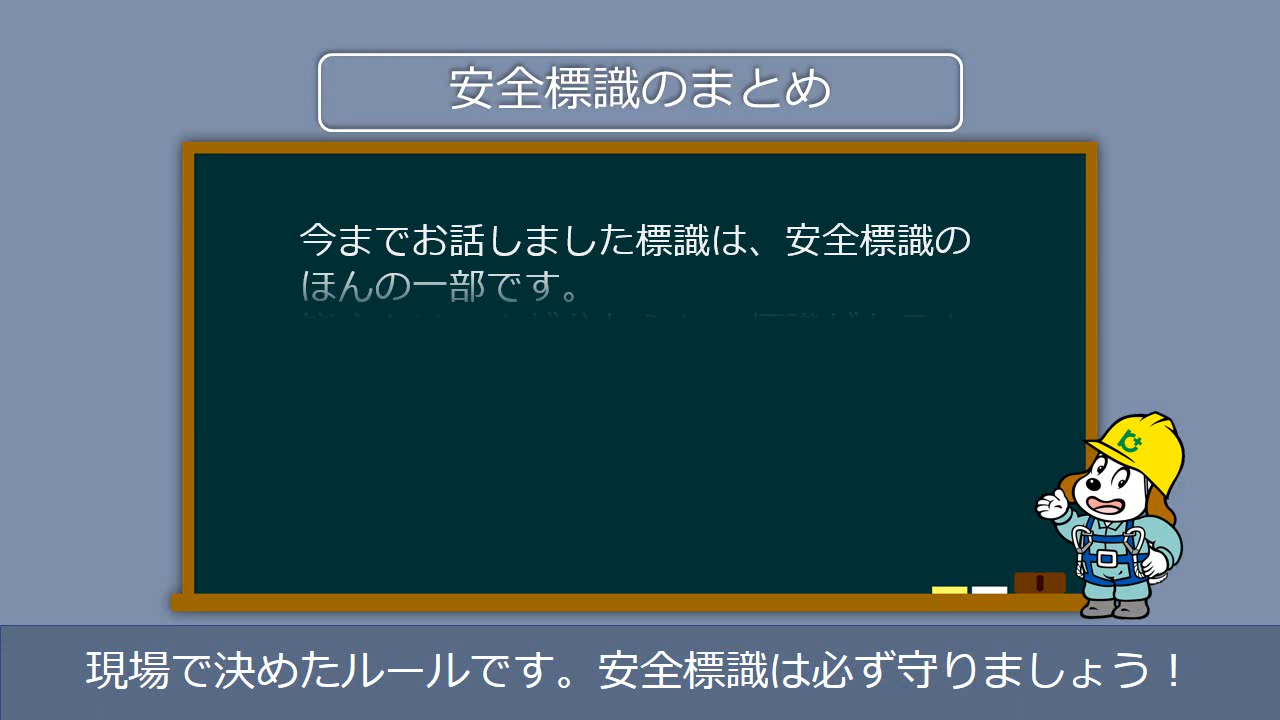 安全標識のまとめ
今までお話しました標識は、安全標識の
ほんの一部です。
現場で決めたルールです。安全標識は必ず守りましょう！